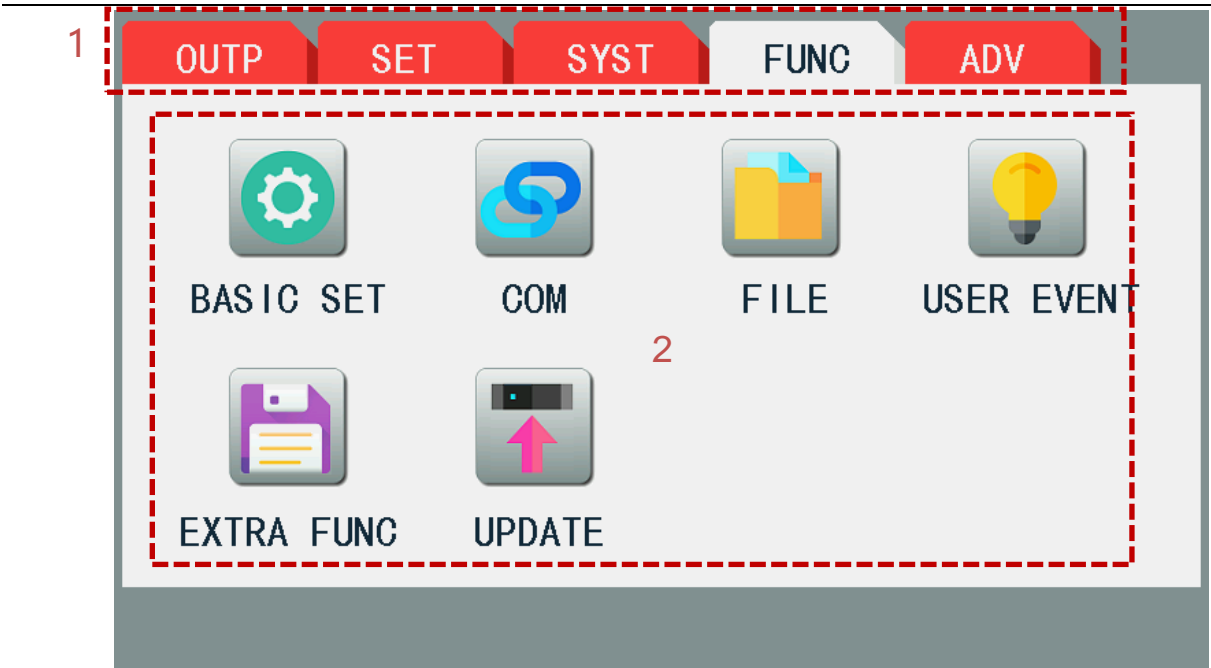 1
OUTP SET SYST FUNC ADV
BASIC SET COM FILE USER EVENT
2
EXTRA FUNC UPDATE